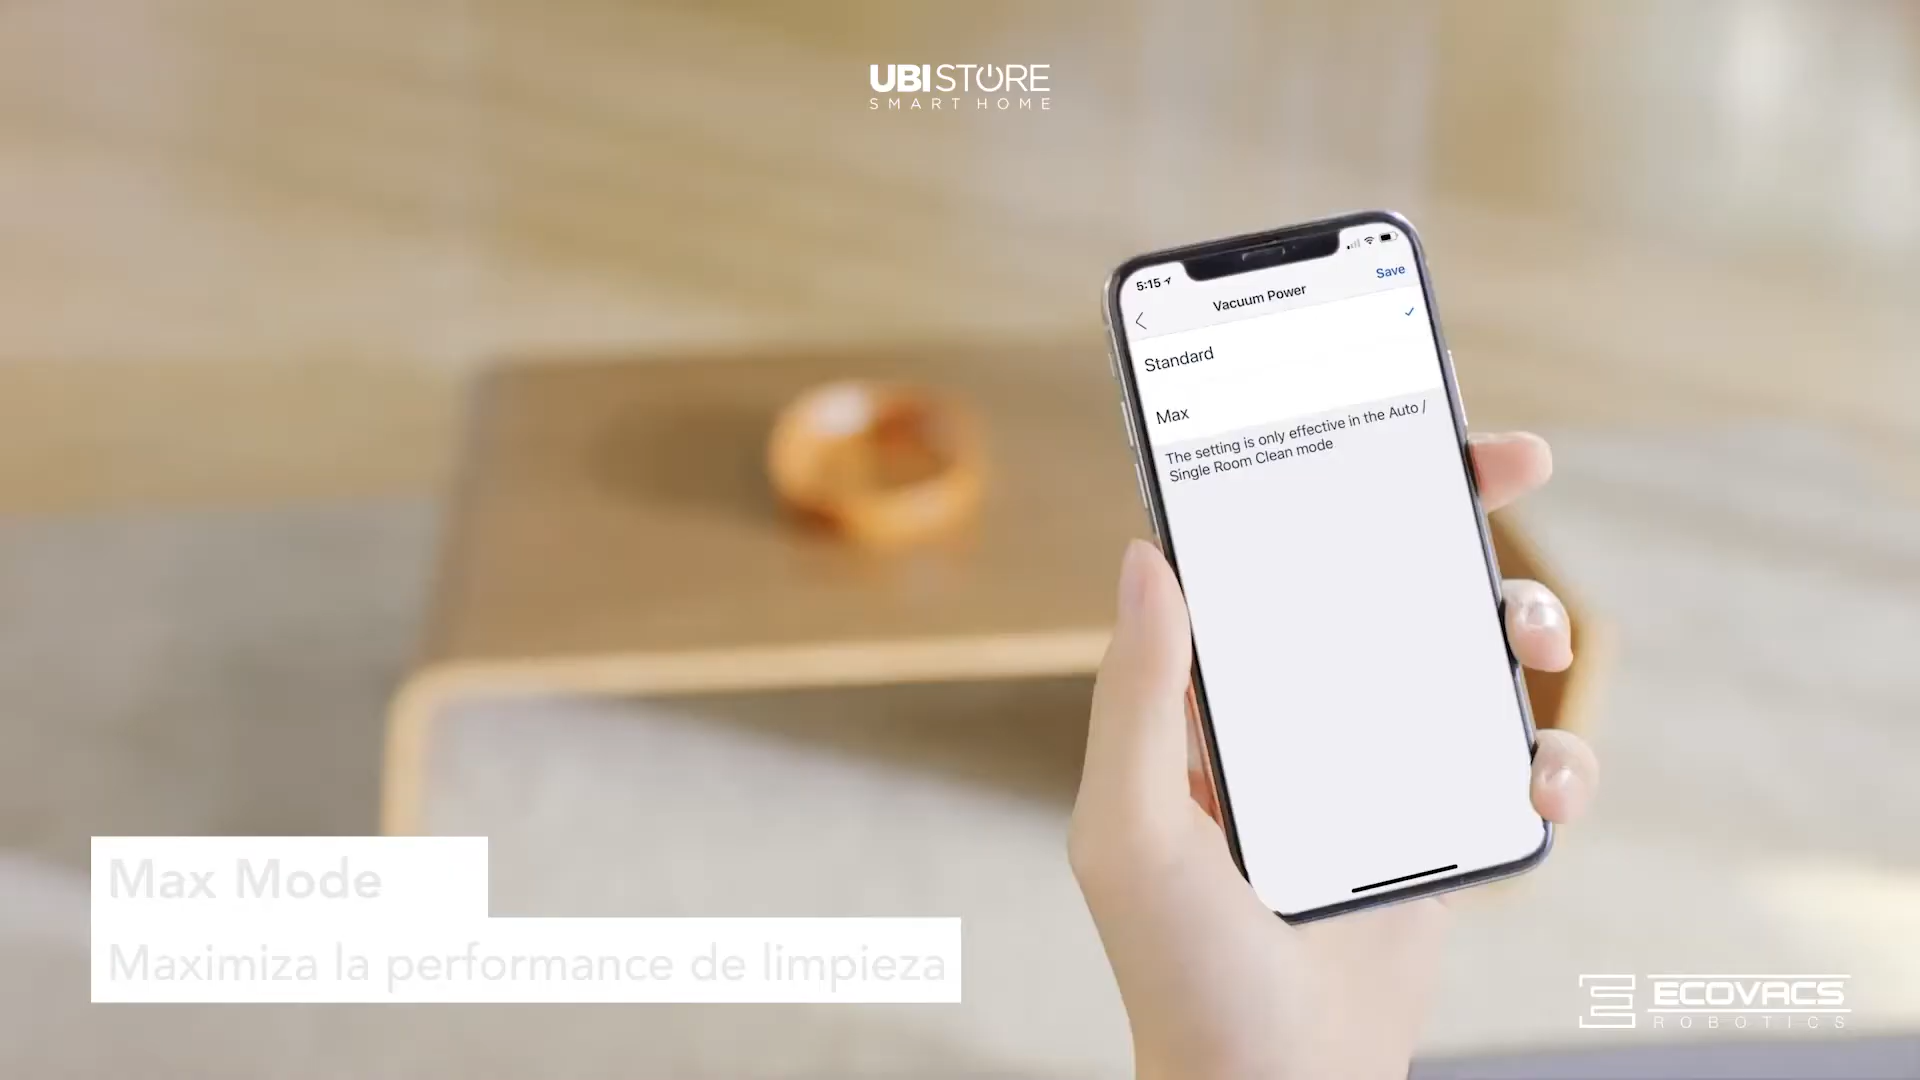 UBISTORE
SMART HOME
5:15
Save
Vacuum Power
Standard
Max
The setting is only effective in the Auto /
Single Room Clean mode
Max Mode
Maximiza la performance de limpieza
ECOVACS
ROBOTICS